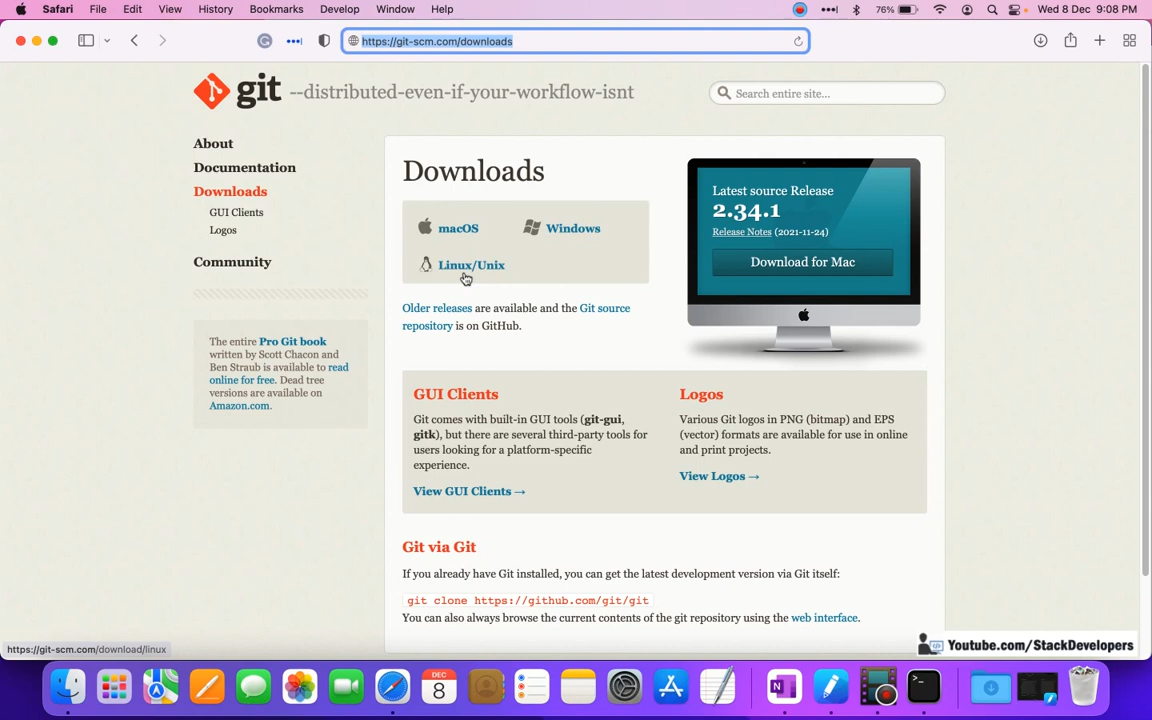 Safari File Edit View History Bookmarks Develop Window Help 76% Wed 8 Dec 9:08 PM
https://git-scm.com/downloads
git --distributed-even-if-your-workflow-isnt
Search entire site...
About
Documentation
Downloads
GUI Clients
Logos
Community
The entire Pro Git book
written by Scott Chacon and
Ben Straub is available to read
online for free. Dead tree
versions are available on
Amazon.com.
Downloads
macOS Windows
Linux/Unix
Older releases are available and the Git source
repository is on GitHub.
Latest source Release
2.34.1
Release Notes (2021-11-24)
Download for Mac
GUI Clients
Git comes with built-in GUI tools (git-gui,
gitk), but there are several third-party tools for
users looking for a platform-specific
experience.
View GUI Clients →
Logos
Various Git logos in PNG (bitmap) and EPS
(vector) formats are available for use in online
and print projects.
View Logos →
Git via Git
If you already have Git installed, you can get the latest development version via Git itself:
git clone https://github.com/git/git
You can also always browse the current contents of the git repository using the web interface.
https://git-scm.com/download/linux
Youtube.com/StackDevelopers
DEC
8
N
>_